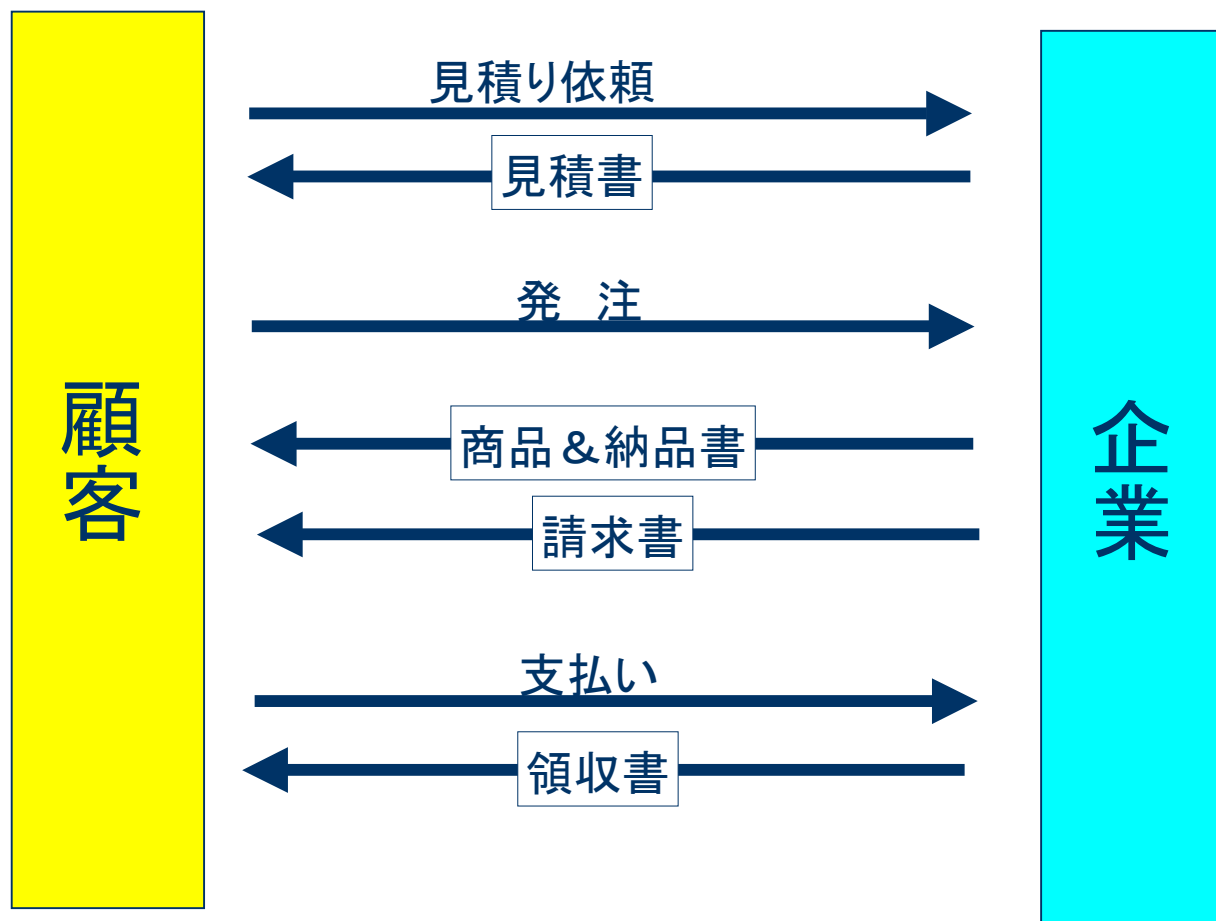 見積り依頼
見積書
発　注
顧客
商品＆納品書
企業
請求書
支払い
領収書